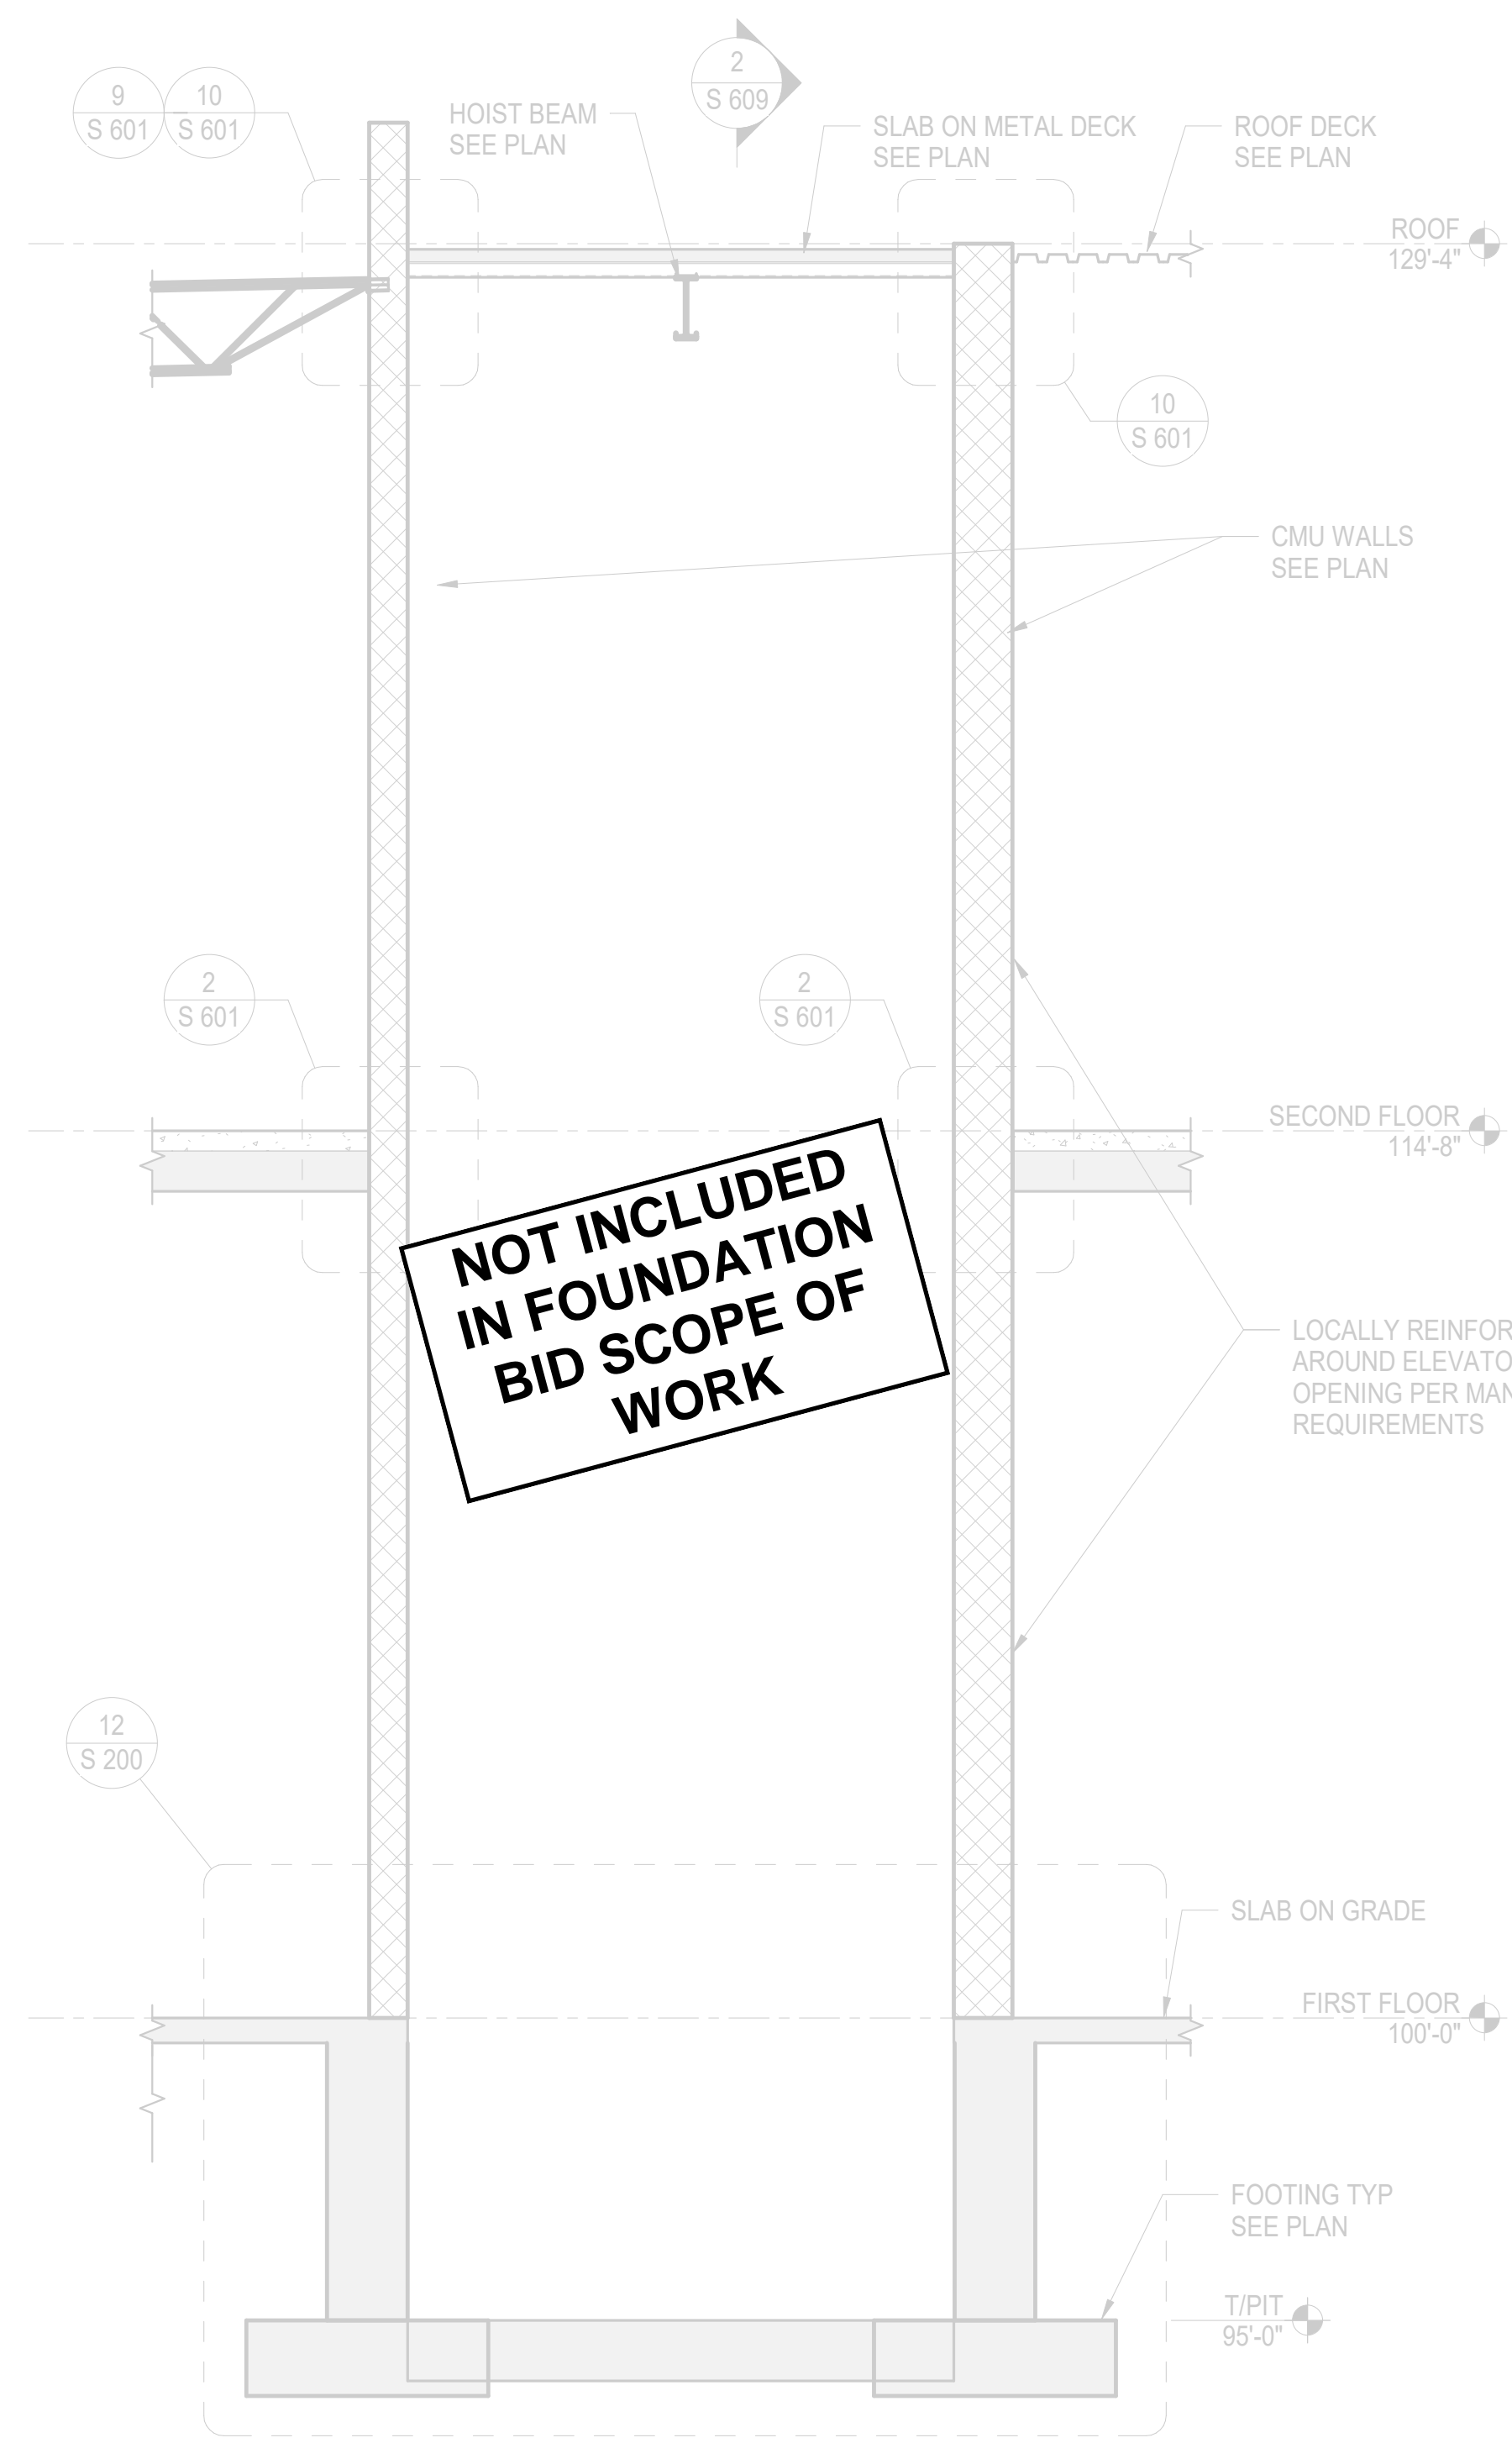 9
S 601
10
S 601
HOIST BEAM
SEE PLAN
2
S 609
SLAB ON METAL DECK
SEE PLAN
ROOF DECK
SEE PLAN
ROOF
129'-4"
10
S 601
CMU WALLS
SEE PLAN
2
S 601
2
S 601
SECOND FLOOR
114'-8"
NOT INCLUDED
IN FOUNDATION
BID SCOPE OF
WORK
LOCALLY REINFOR
AROUND ELEVATO
OPENING PER MAN
REQUIREMENTS
12
S 200
SLAB ON GRADE
FIRST FLOOR
100'-0"
FOOTING TYP
SEE PLAN
T/PIT
95'-0"